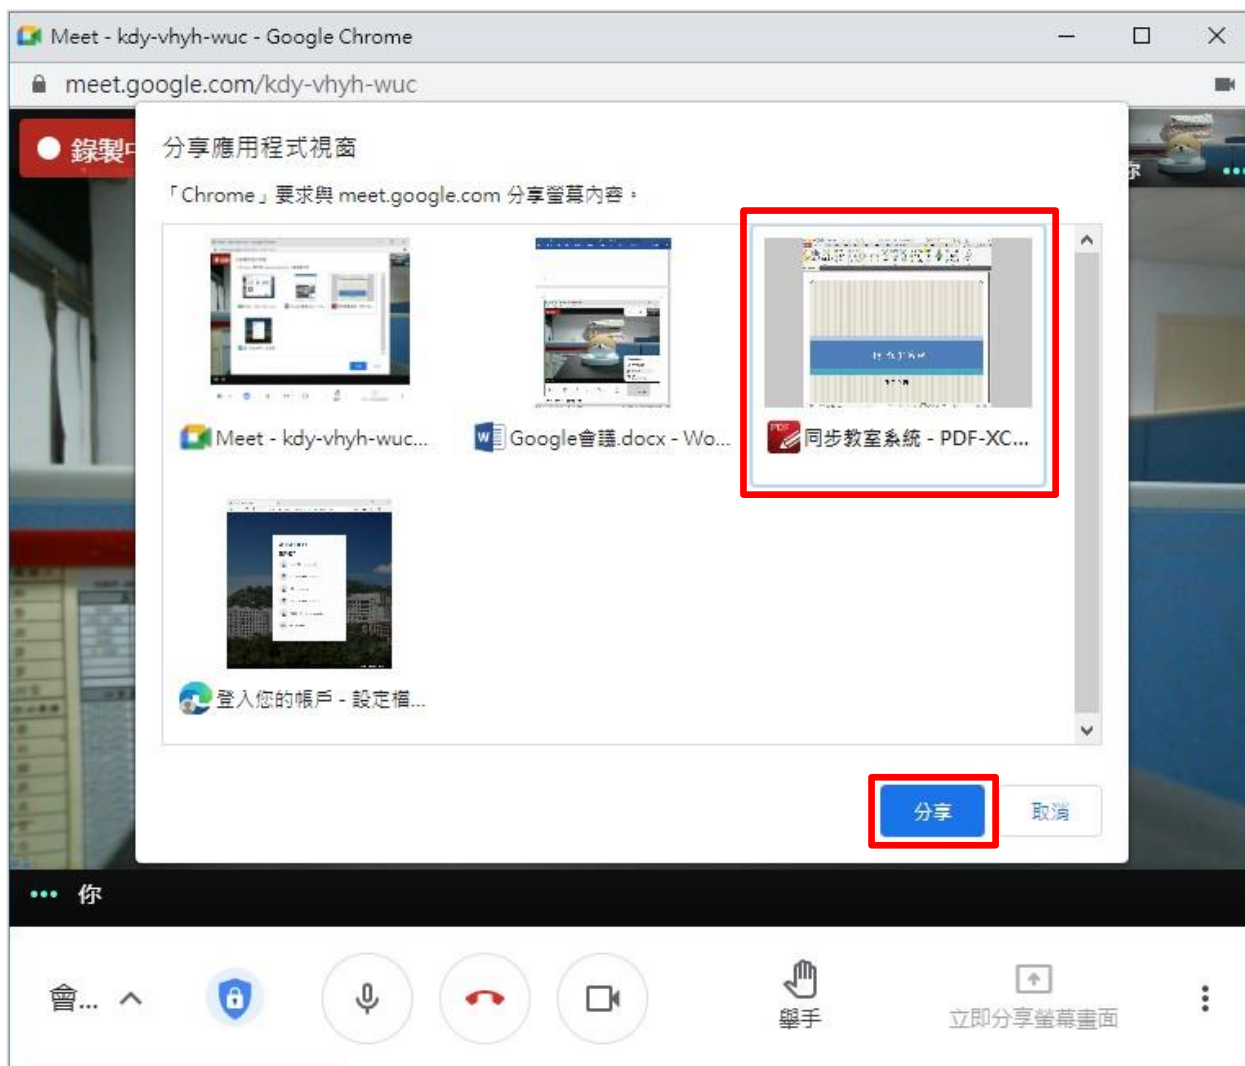 Meet - kdy-vhyh-wuc - Google Chrome
meet.google.com/kdy-vhyh-wuc
錄製中
分享應用程式視窗
「Chrome」要求與 meet.google.com 分享螢幕內容。
Meet - kdy-vhyh-wuc...
Google會議.docx - Wo...
PDF
同步教室系統 - PDF-XC...
登入您的帳戶 - 設定檔...
分享
取消
你
會...
舉手
立即分享螢幕畫面